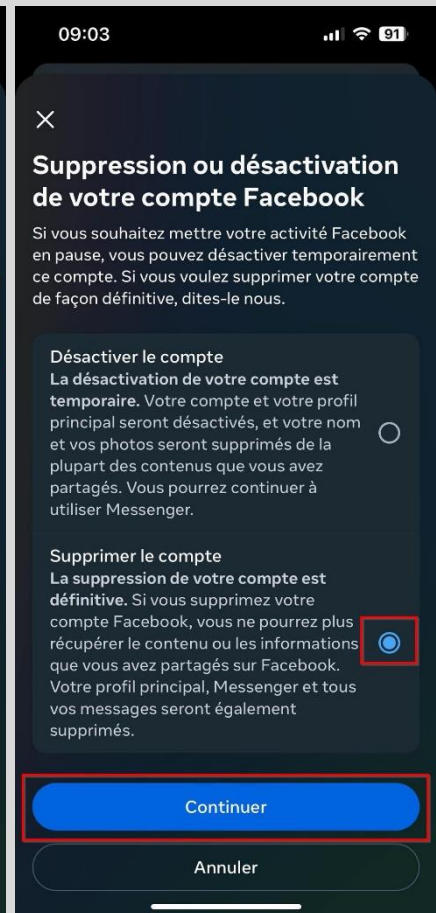 09:03
91
Suppression ou désactivation
de votre compte Facebook
Si vous souhaitez mettre votre activité Facebook
en pause, vous pouvez désactiver temporairement
ce compte. Si vous voulez supprimer votre compte
de façon définitive, dites-le nous.
Désactiver le compte
La désactivation de votre compte est
temporaire. Votre compte et votre profil
principal seront désactivés, et votre nom
et vos photos seront supprimés de la
plupart des contenus que vous avez
partagés. Vous pourrez continuer à
utiliser Messenger.
Supprimer le compte
La suppression de votre compte est
définitive. Si vous supprimez votre
compte Facebook, vous ne pourrez plus
récupérer le contenu ou les informations
que vous avez partagés sur Facebook.
Votre profil principal, Messenger et tous
vos messages seront également
supprimés.
Continuer
Annuler